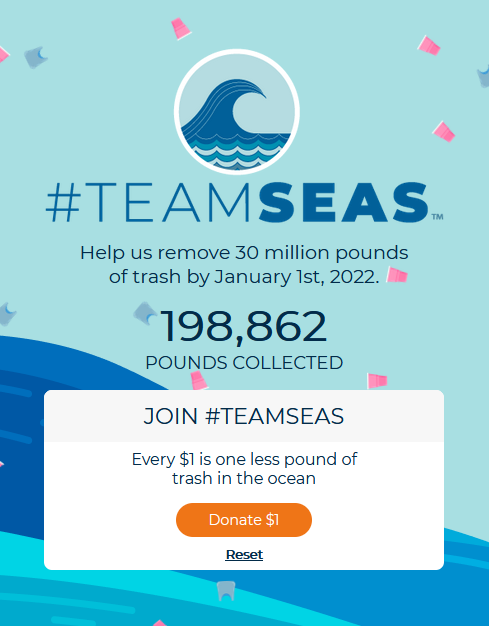 #TEAMSEAS™
Help us remove 30 million pounds
of trash by January 1st, 2022.
198,862
POUNDS COLLECTED
JOIN #TEAMSEAS
Every $1 is one less pound of
trash in the ocean
Donate $1
Reset